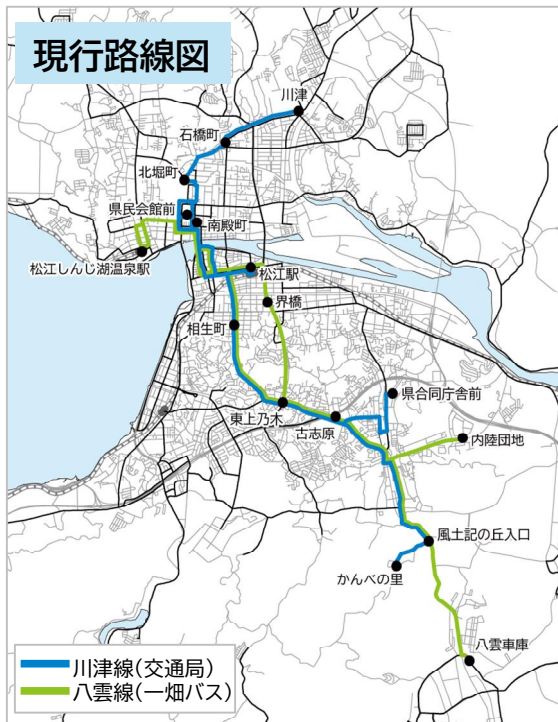 現行路線図
川津
石橋町
北堀町
県民会館前
南殿町
松江しんじ湖温泉駅
松江駅
界橋
相生町
県合同庁舎前
東上乃木
古志原
内陸団地
風土記の丘入口
かんべの里
八雲車庫
川津線(交通局)
八雲線(一畑バス)